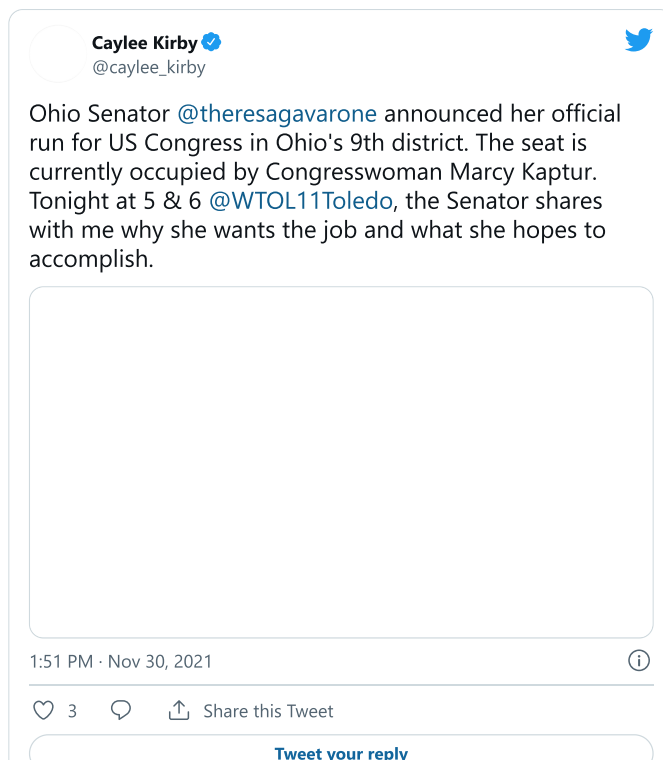 Caylee Kirby
@caylee_kirby
Ohio Senator @theresagavarone announced her official
run for US Congress in Ohio's 9th district. The seat is
currently occupied by Congresswoman Marcy Kaptur.
Tonight at 5 & 6 @WTOL11Toledo, the Senator shares
with me why she wants the job and what she hopes to
accomplish.
1:51 PM · Nov 30, 2021
3
Share this Tweet
Tweet your reply